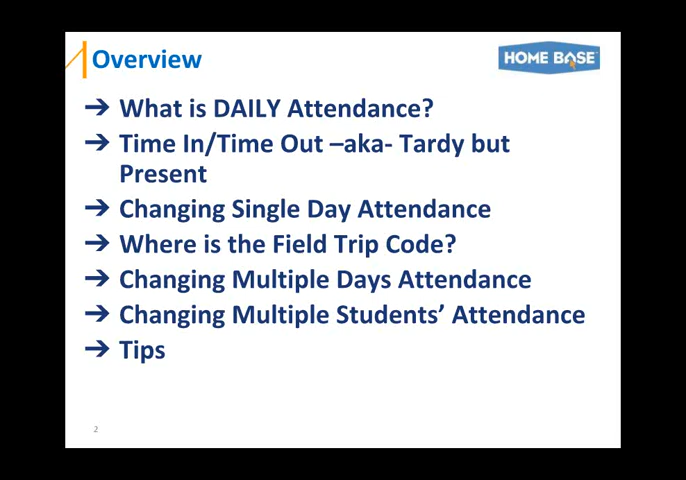 Overview
HOME BASE
➔ What is DAILY Attendance?
➔ Time In/Time Out –aka- Tardy but
Present
➔ Changing Single Day Attendance
➔ Where is the Field Trip Code?
➔ Changing Multiple Days Attendance
➔ Changing Multiple Students’ Attendance
➔ Tips
2